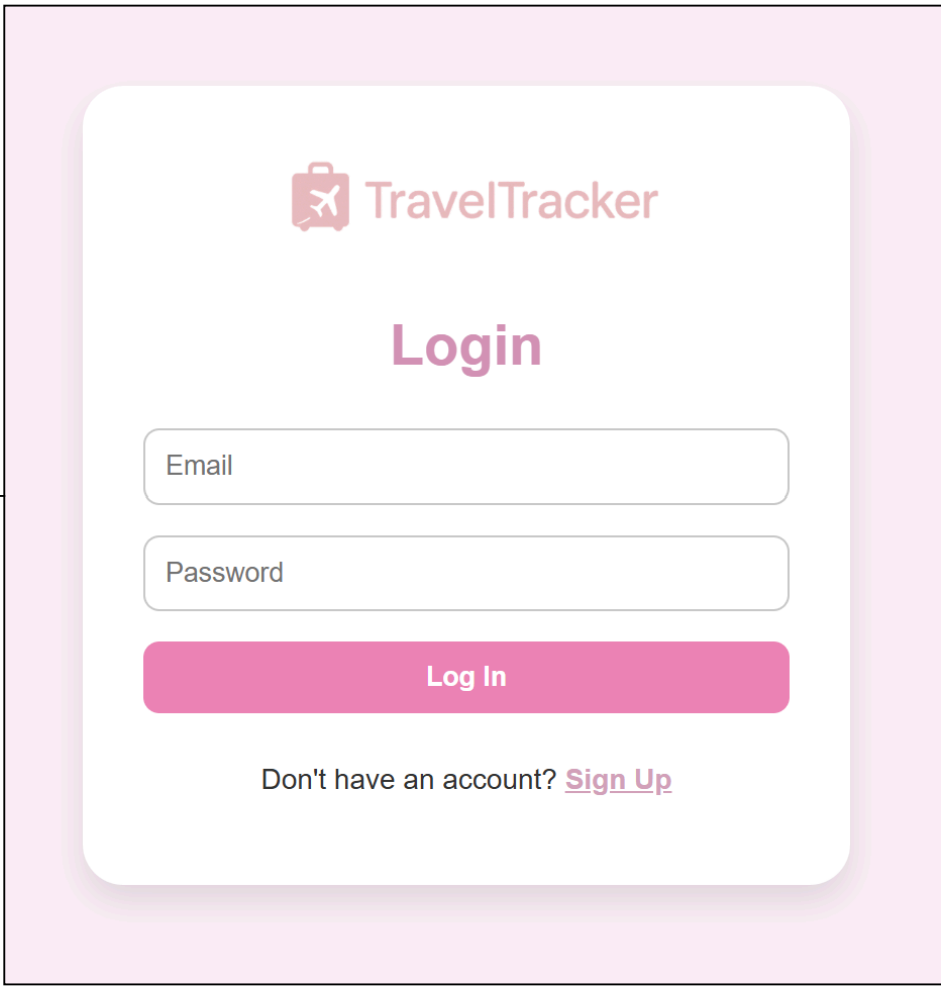 TravelTracker
Login
Email
Password
Log In
Don't have an account? Sign Up